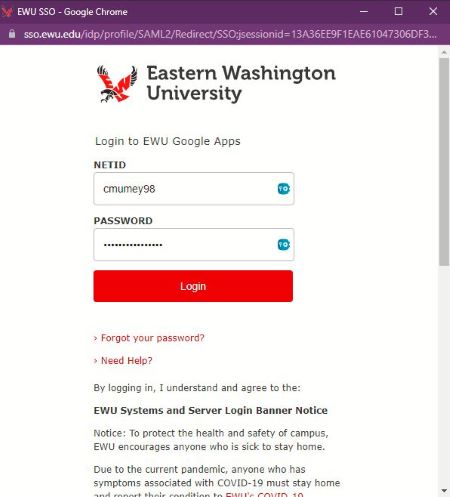 EWU SSO - Google Chrome
sso.ewu.edu/idp/profile/SAML2/Redirect/SSO;jsessionid=13A36EE9F1EAE61047306DF3...
Eastern Washington
University
Login to EWU Google Apps
NETID
cmumey98
PASSWORD
••••••••••••••••
Login
› Forgot your password?
› Need Help?
By logging in, I understand and agree to the:
EWU Systems and Server Login Banner Notice
Notice: To protect the health and safety of campus,
EWU encourages anyone who is sick to stay home.
Due to the current pandemic, anyone who has
symptoms associated with COVID-19 must stay home
and report their condition to EWU's COVID-19